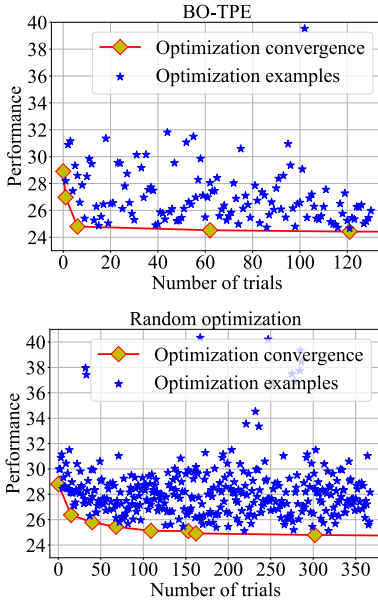 BO-TPE
40
38
36
34
32
30
28
26
24
Performance
Optimization convergence
Optimization examples
0 20 40 60 80 100 120
Number of trials
Random optimization
40
38
36
34
32
30
28
26
24
Performance
Optimization convergence
Optimization examples
0 50 100 150 200 250 300 350
Number of trials